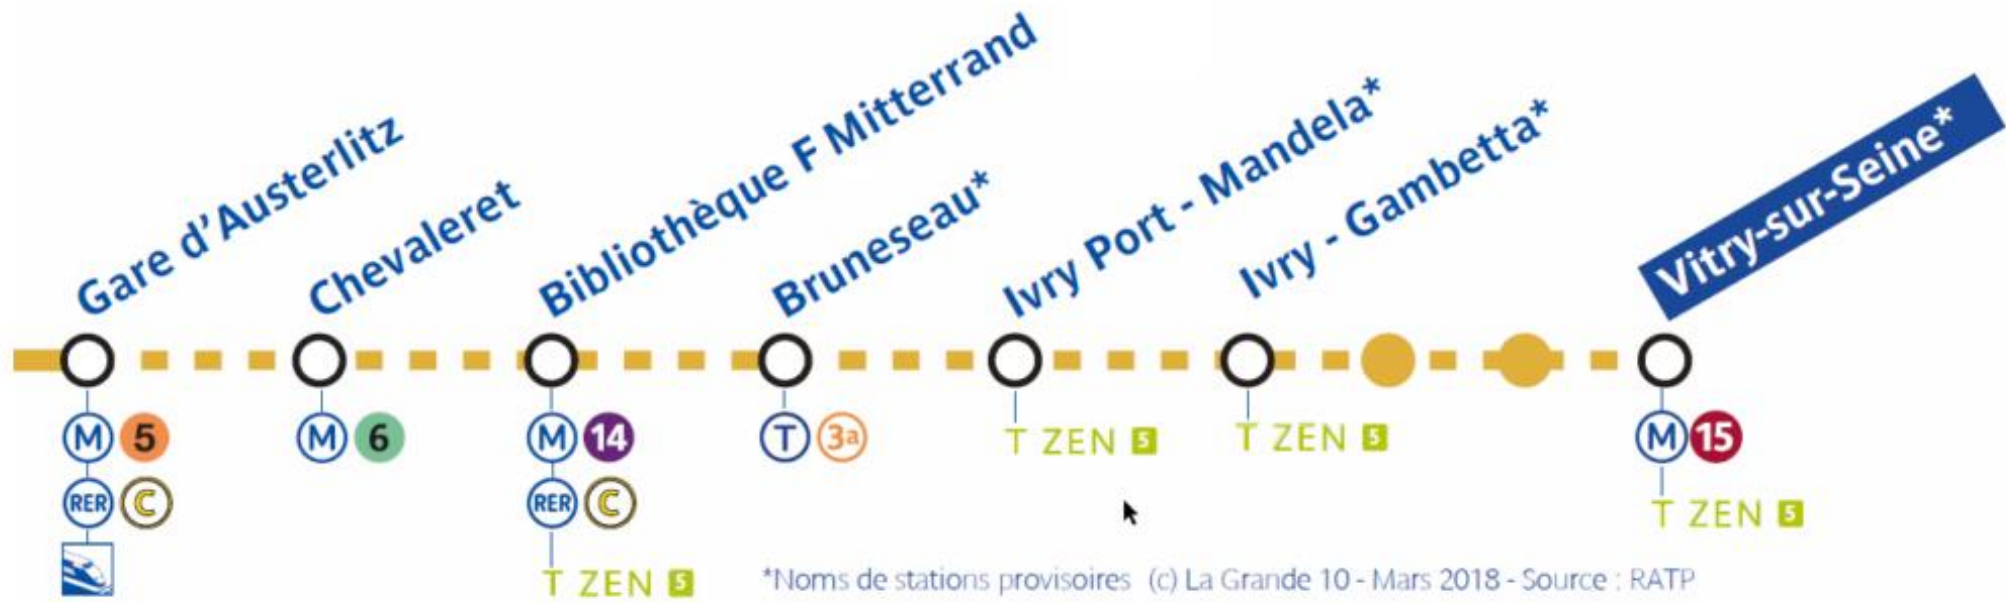 Gare d'Austerlitz
Chevaleret
Bibliothèque F Mitterrand
Bruneseau*
Ivry Port - Mandela*
Ivry - Gambetta*
Vitry-sur-Seine*
M 5
M 6
M 14
T 3a
T ZEN 5
T ZEN 5
M 15
RER C
RER C
T ZEN 5
T ZEN 5
*Noms de stations provisoires (c) La Grande 10 - Mars 2018 - Source : RATP